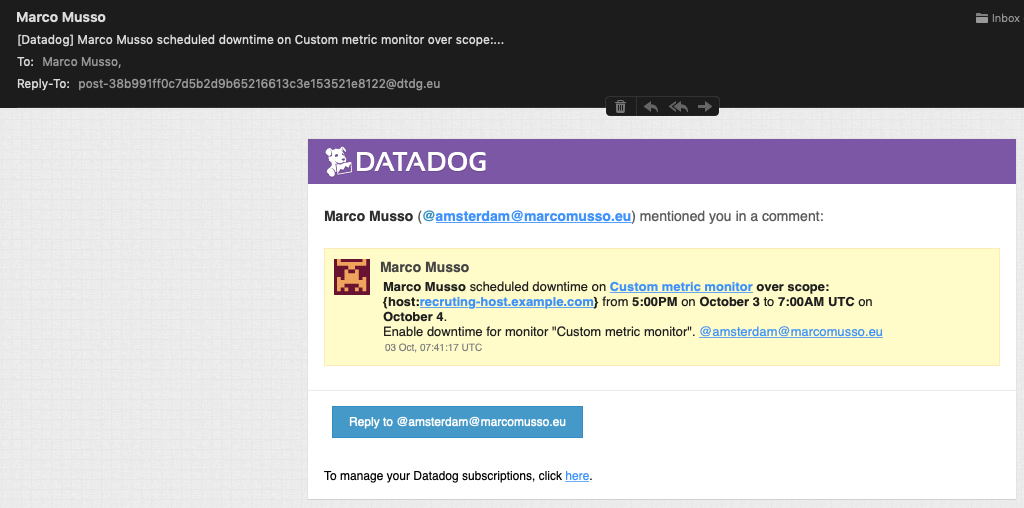 Marco Musso
Inbox
[Datadog] Marco Musso scheduled downtime on Custom metric monitor over scope:...
To: Marco Musso,
Reply-To: post-38b991ff0c7d5b2d9b65216613c3e153521e8122@dtdg.eu
DATADOG
Marco Musso (@amsterdam@marcomusso.eu) mentioned you in a comment:
Marco Musso
Marco Musso scheduled downtime on Custom metric monitor over scope:
{host:recruting-host.example.com} from 5:00PM on October 3 to 7:00AM UTC on
October 4.
Enable downtime for monitor "Custom metric monitor". @amsterdam@marcomusso.eu
03 Oct, 07:41:17 UTC
Reply to @amsterdam@marcomusso.eu
To manage your Datadog subscriptions, click here.